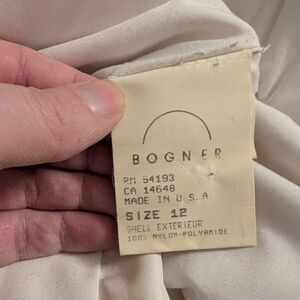 BOGNER
RN 54193
CA 14648
MADE IN U.S.A.
SIZE 12
SHELL EXTERIEUR
100% NYLON-POLYAMIDE